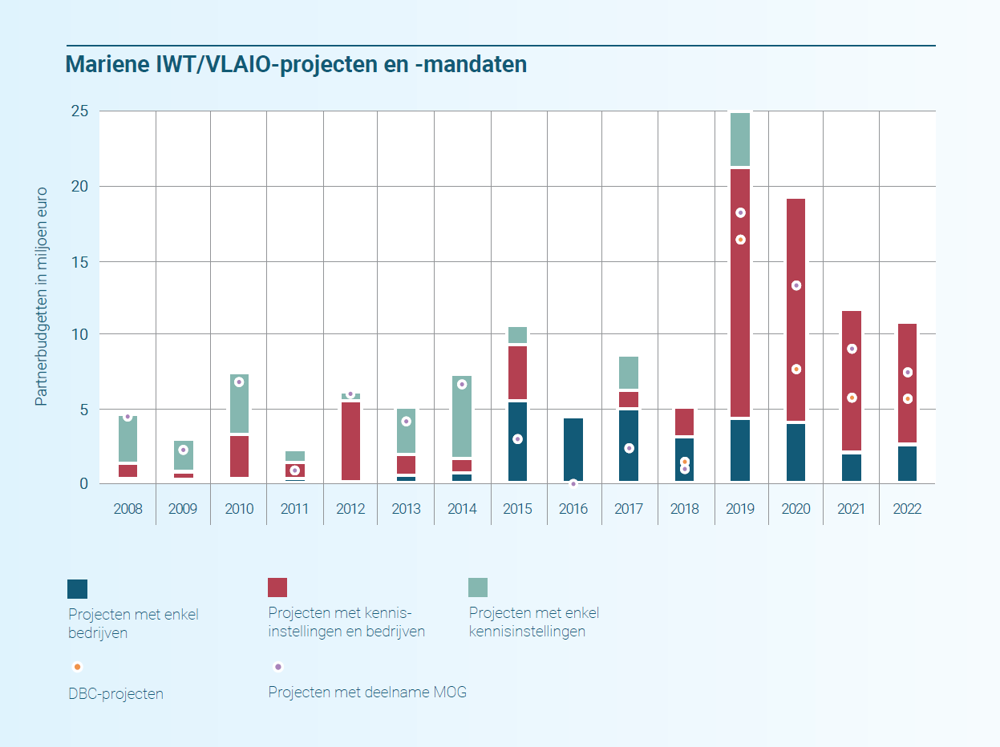 Mariene IWT/VLAIO-projecten en -mandaten
Partnerbudgetten in miljoen euro
25
20
15
10
5
0
2008 2009 2010 2011 2012 2013 2014 2015 2016 2017 2018 2019 2020 2021 2022
Projecten met enkel
bedrijven
Projecten met kennis-
instellingen en bedrijven
Projecten met enkel
kennisinstellingen
DBC-projecten
Projecten met deelname MOG